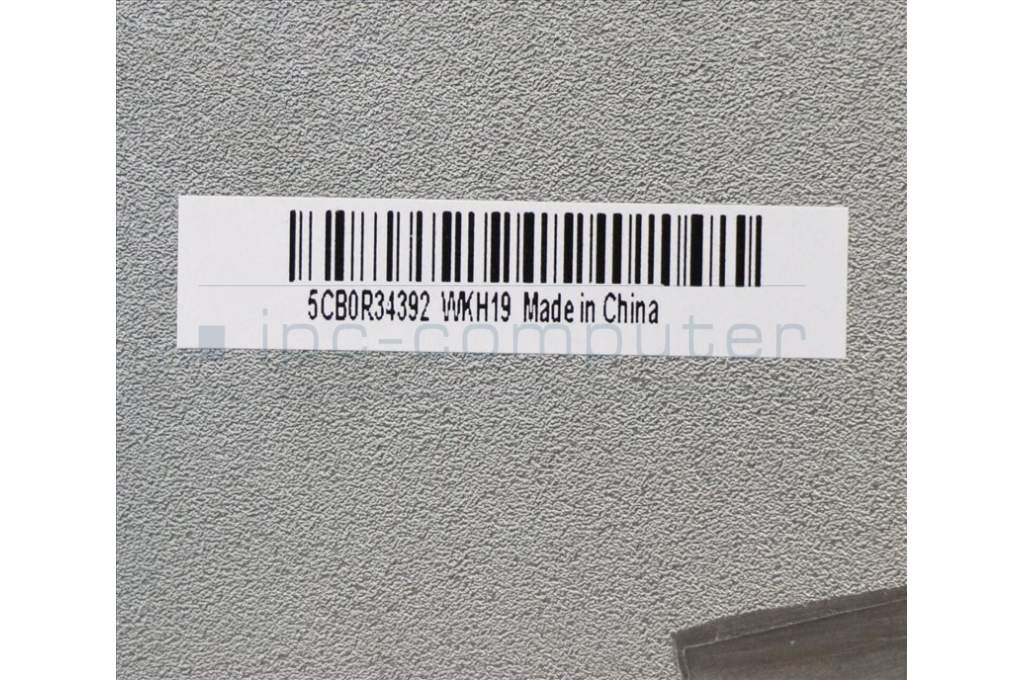 5CB0R34392 WKH19 Made in China
ipc-computer